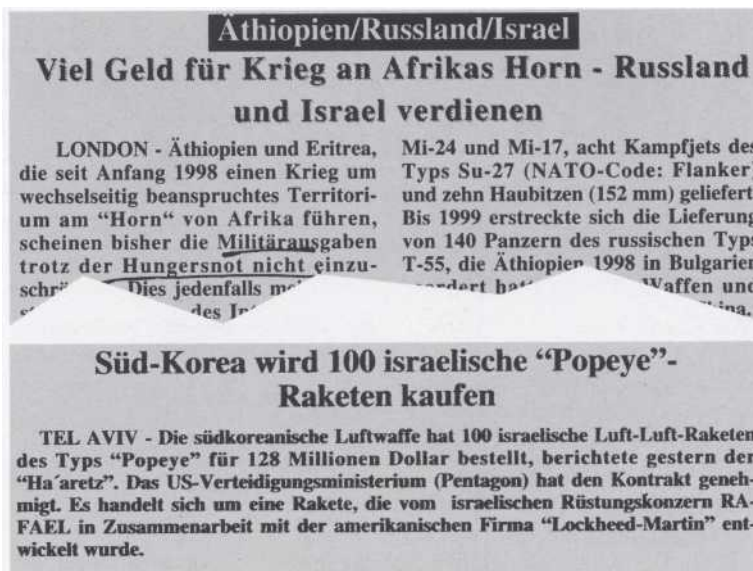 Äthiopien/Russland/Israel
Viel Geld für Krieg an Afrikas Horn - Russland
und Israel verdienen
LONDON - Äthiopien und Eritrea,
die seit Anfang 1998 einen Krieg um
wechselseitig beanspruchtes Territori-
um am “Horn“ von Afrika führen,
scheinen bisher die Militärausgaben
trotz der Hungersnot nicht einzu-
Dies jedenfalls
des
Mi-24 und Mi-17, acht Kampfjets des
Typs Su-27 (NATO-Code: Flanker)
und zehn Haubitzen (152 mm) geliefert.
Bis 1999 erstreckte sich die Lieferung
von 140 Panzern des russischen Typs
T-55, die Äthiopien 1998 in Bulgarien
Waffen und
Süd-Korea wird 100 israelische “Popeye”-
Raketen kaufen
TEL AVIV - Die südkoreanische Luftwaffe hat 100 israelische Luft-Luft-Raketen
des Typs “Popeye” für 128 Millionen Dollar bestellt, berichtete gestern der
“Ha´aretz”. Das US-Verteidigungsministerium (Pentagon) hat den Kontrakt geneh-
migt. Es handelt sich um eine Rakete, die vom israelischen Rüstungskonzern RA-
FAEL in Zusammenarbeit mit der amerikanischen Firma “Lockheed-Martin” ent-
wickelt wurde.